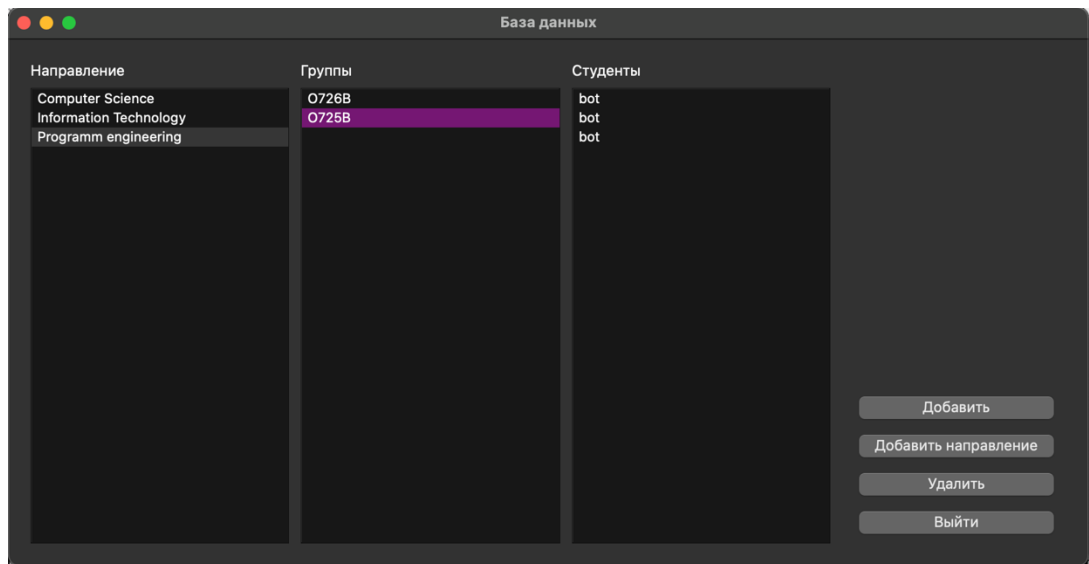 База данных
Направление
Группы
Студенты
Computer Science
Information Technology
Programm engineering
O726B
O725B
bot
bot
bot
Добавить
Добавить направление
Удалить
Выйти